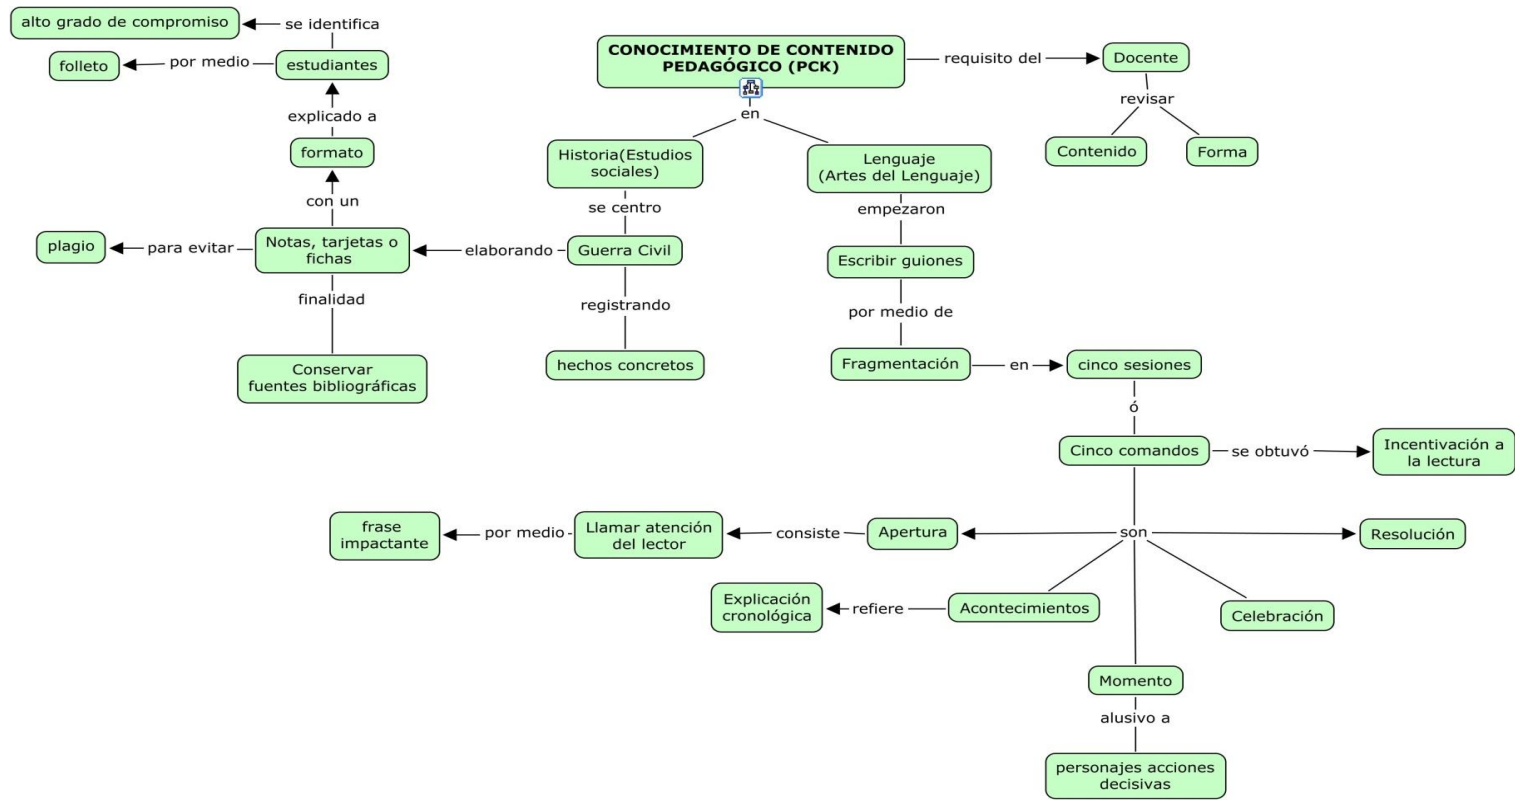 alto grado de compromiso
se identifica
folleto
por medio
estudiantes
explicado a
formato
con un
CONOCIMIENTO DE CONTENIDO
PEDAGÓGICO (PCK)
requisito del
Docente
revisar
Contenido
Forma
en
Historia(Estudios
sociales)
Lenguaje
(Artes del Lenguaje)
se centro
empezaron
plagio
para evitar
Notas, tarjetas o
fichas
elaborando
Guerra Civil
Escribir guiones
finalidad
registrando
por medio de
Conservar
fuentes bibliográficas
hechos concretos
Fragmentación
en
cinco sesiones
ó
Cinco comandos
se obtuvó
Incentivación a
la lectura
frase
impactante
por medio
Llamar atención
del lector
consiste
Apertura
son
Resolución
Explicación
cronológica
refiere
Acontecimientos
Celebración
Momento
alusivo a
personajes acciones
decisivas